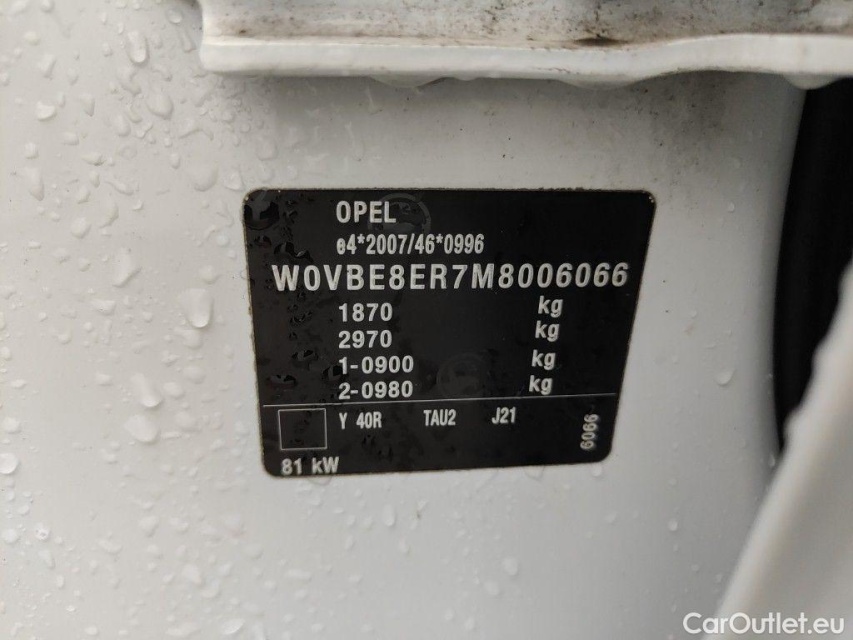 OPEL
e4*2007/46*0996
W0VBE8ER7M8006066
1870 kg
2970 kg
1-0900 kg
2-0980 kg
Y 40R TAU2 J21
6066
81 kW
CarOutlet.eu